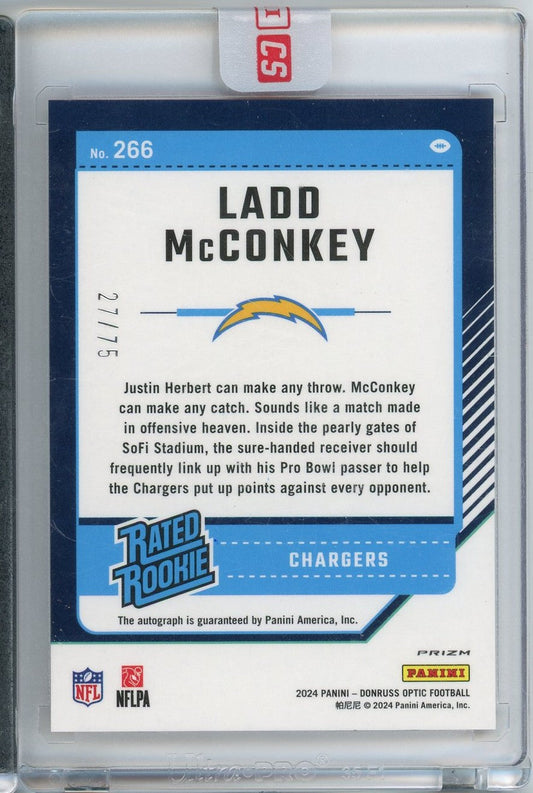 CS
No. 266
LADD
McCONKEY
27/75
Justin Herbert can make any throw. McConkey
can make any catch. Sounds like a match made
in offensive heaven. Inside the pearly gates of
SoFi Stadium, the sure-handed receiver should
frequently link up with his Pro Bowl passer to help
the Chargers put up points against every opponent.
RATED
ROOKIE
CHARGERS
The autograph is guaranteed by Panini America, Inc.
PRIZM
PANINI
NFL
NFLPA
2024 PANINI – DONRUSS OPTIC FOOTBALL
帕尼尼 © 2024 Panini America, Inc.
Ultra PRO®